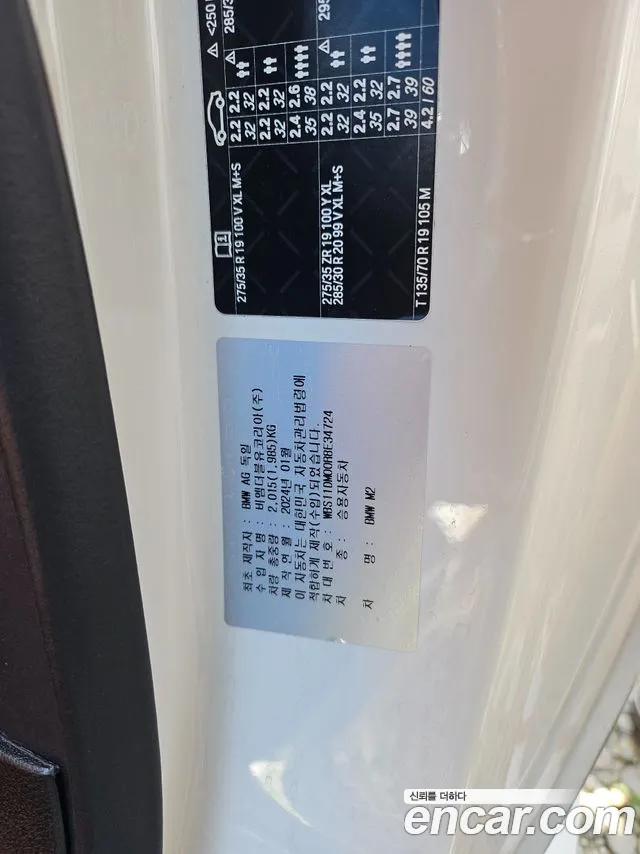 <250
275/35 R 19 100 V XL M+S 2.2 2.2 285/3
32 32
2.2 2.2
32 32
2.4 2.6
35 38
275/35 ZR 19 100 Y XL 2.2 2.2 295
285/30 R 20 99 V XL M+S 32 32
2.4 2.2
35 32
2.7 2.7
39 39
T 135/70 R 19 105 M 4.2 / 60
최초 제작자 : BMW AG 독일
수 입 자 명 : 비엠더블유코리아(주)
차량 총중량 : 2,015(1,985)KG
제 작 연 월 : 2024년 01월
이 자동차는 대한민국 자동차관리법령에
적합하게 제작(수입)되었습니다.
차 대 번 호 : WBS11DM00R8E34724
차 종 : 승용자동차
차 명 : BMW M2
신뢰를 더하다
encar.com